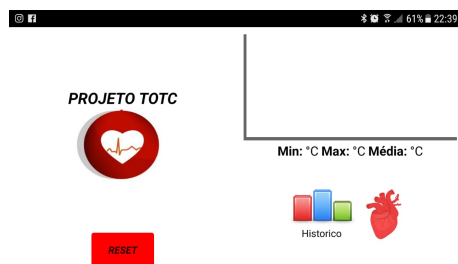 61% 22:39
PROJETO TOTC
Min: °C Max: °C Média: °C
Historico
RESET